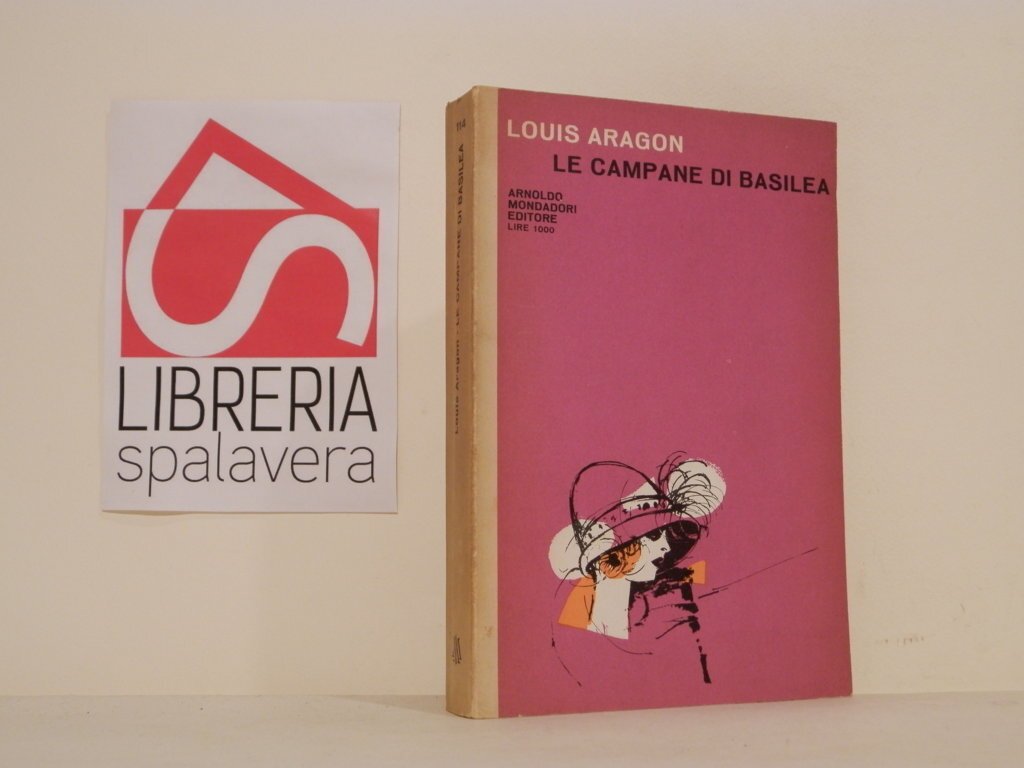 LIBRERIA
spalavera
114
Louis Aragon - LE CAMPANE DI BASILEA
LOUIS ARAGON
LE CAMPANE DI BASILEA
ARNOLDO
MONDADORI
EDITORE
LIRE 1000